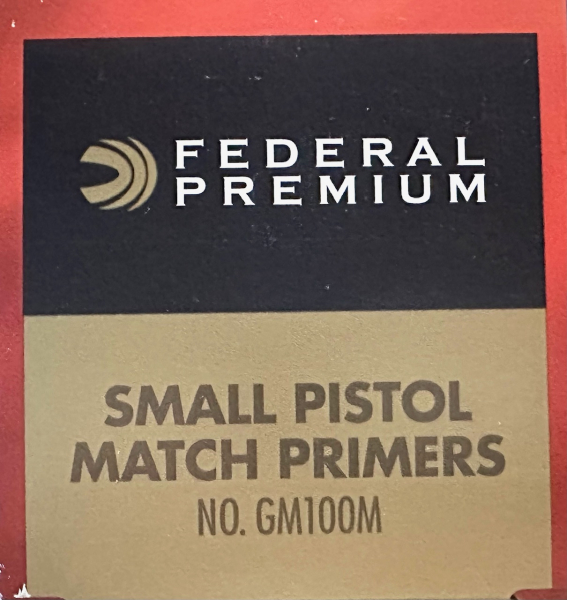 FEDERAL
PREMIUM
SMALL PISTOL
MATCH PRIMERS
NO. GM100M